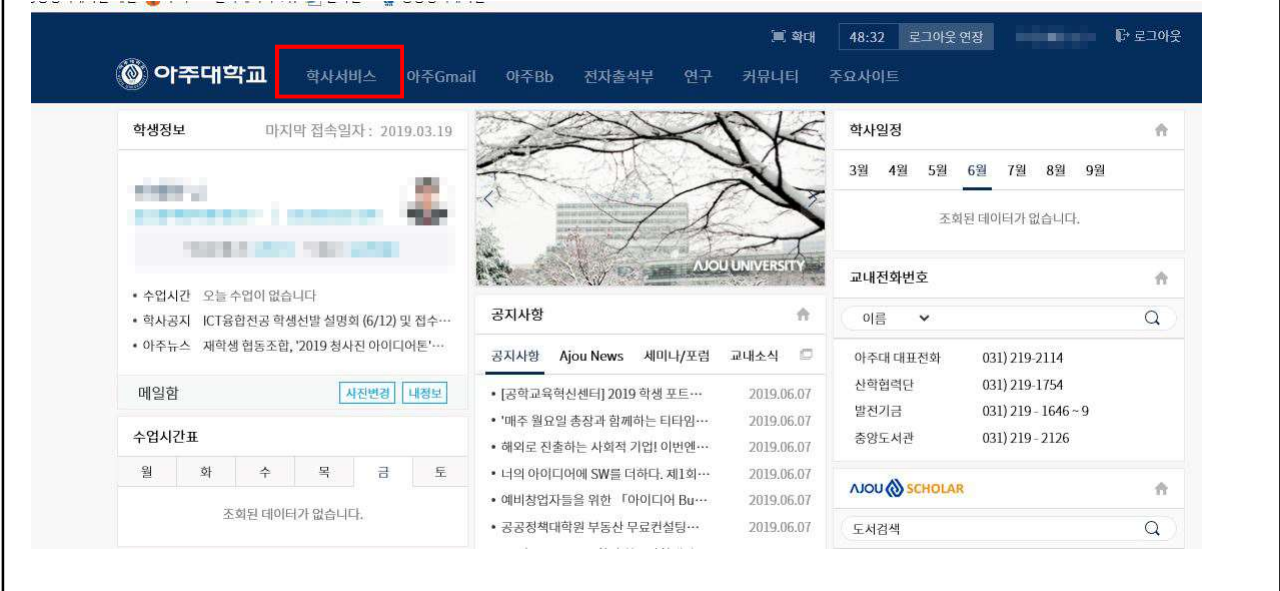 확대 48:32 로그아웃 연장 로그아웃
아주대학교 학사서비스 아주Gmail 아주Bb 전자출석부 연구 커뮤니티 주요사이트
학생정보 마지막 접속일자 : 2019.03.19
• 수업시간 오늘 수업이 없습니다
• 학사공지 ICT융합전공 학생선발 설명회 (6/12) 및 접수…
• 아주뉴스 재학생 협동조합, '2019 청사진 아이디어톤'…
메일함 사진변경 내정보
수업시간표
월 화 수 목 금 토
조회된 데이터가 없습니다.
AJOU UNIVERSITY
공지사항
공지사항 Ajou News 세미나/포럼 교내소식
• [공학교육혁신센터] 2019 학생 포트… 2019.06.07
• '매주 월요일 총장과 함께하는 티타임… 2019.06.07
• 해외로 진출하는 사회적 기업! 이번엔… 2019.06.07
• 너의 아이디어에 SW를 더하다. 제1회… 2019.06.07
• 예비창업자들을 위한 「아이디어 Bu… 2019.06.07
• 공공정책대학원 부동산 무료컨설팅… 2019.06.07
학사일정
3월 4월 5월 6월 7월 8월 9월
조회된 데이터가 없습니다.
교내전화번호
이름
아주대 대표전화 031) 219-2114
산학협력단 031) 219-1754
발전기금 031) 219 - 1646 ~ 9
중앙도서관 031) 219 - 2126
AJOU SCHOLAR
도서검색